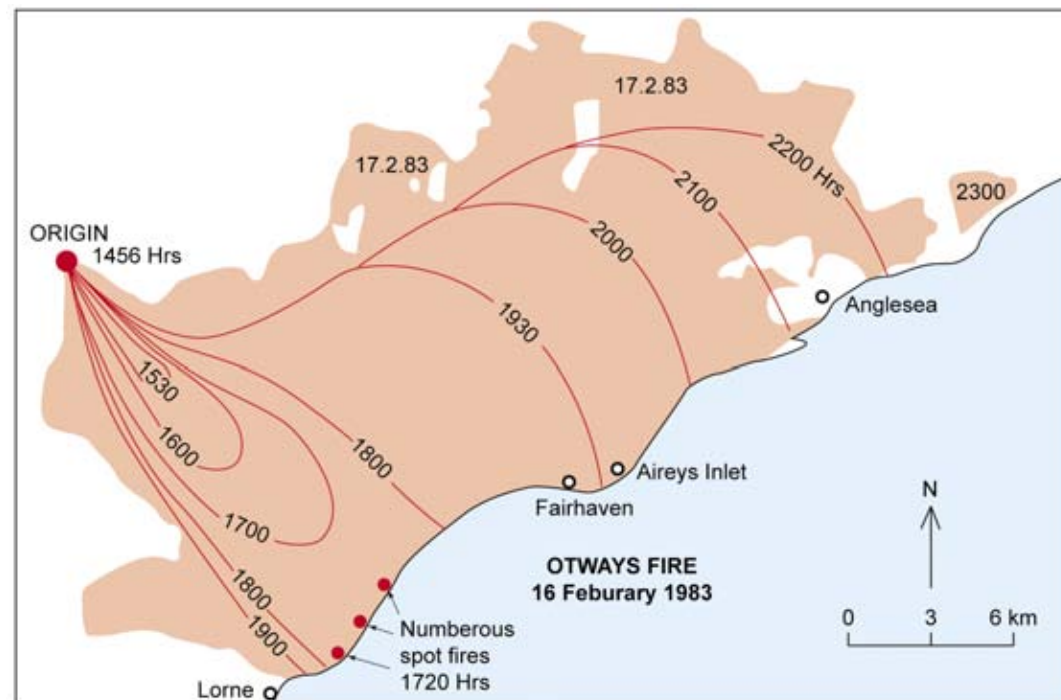 17.2.83
17.2.83
2200 Hrs
2100
2300
ORIGIN
1456 Hrs
2000
1930
Anglesea
1530
1600
1800
1700
Aireys Inlet
Fairhaven
N
OTWAYS FIRE
16 Feburary 1983
0 3 6 km
1800
1900
Numberous
spot fires
1720 Hrs
Lorne